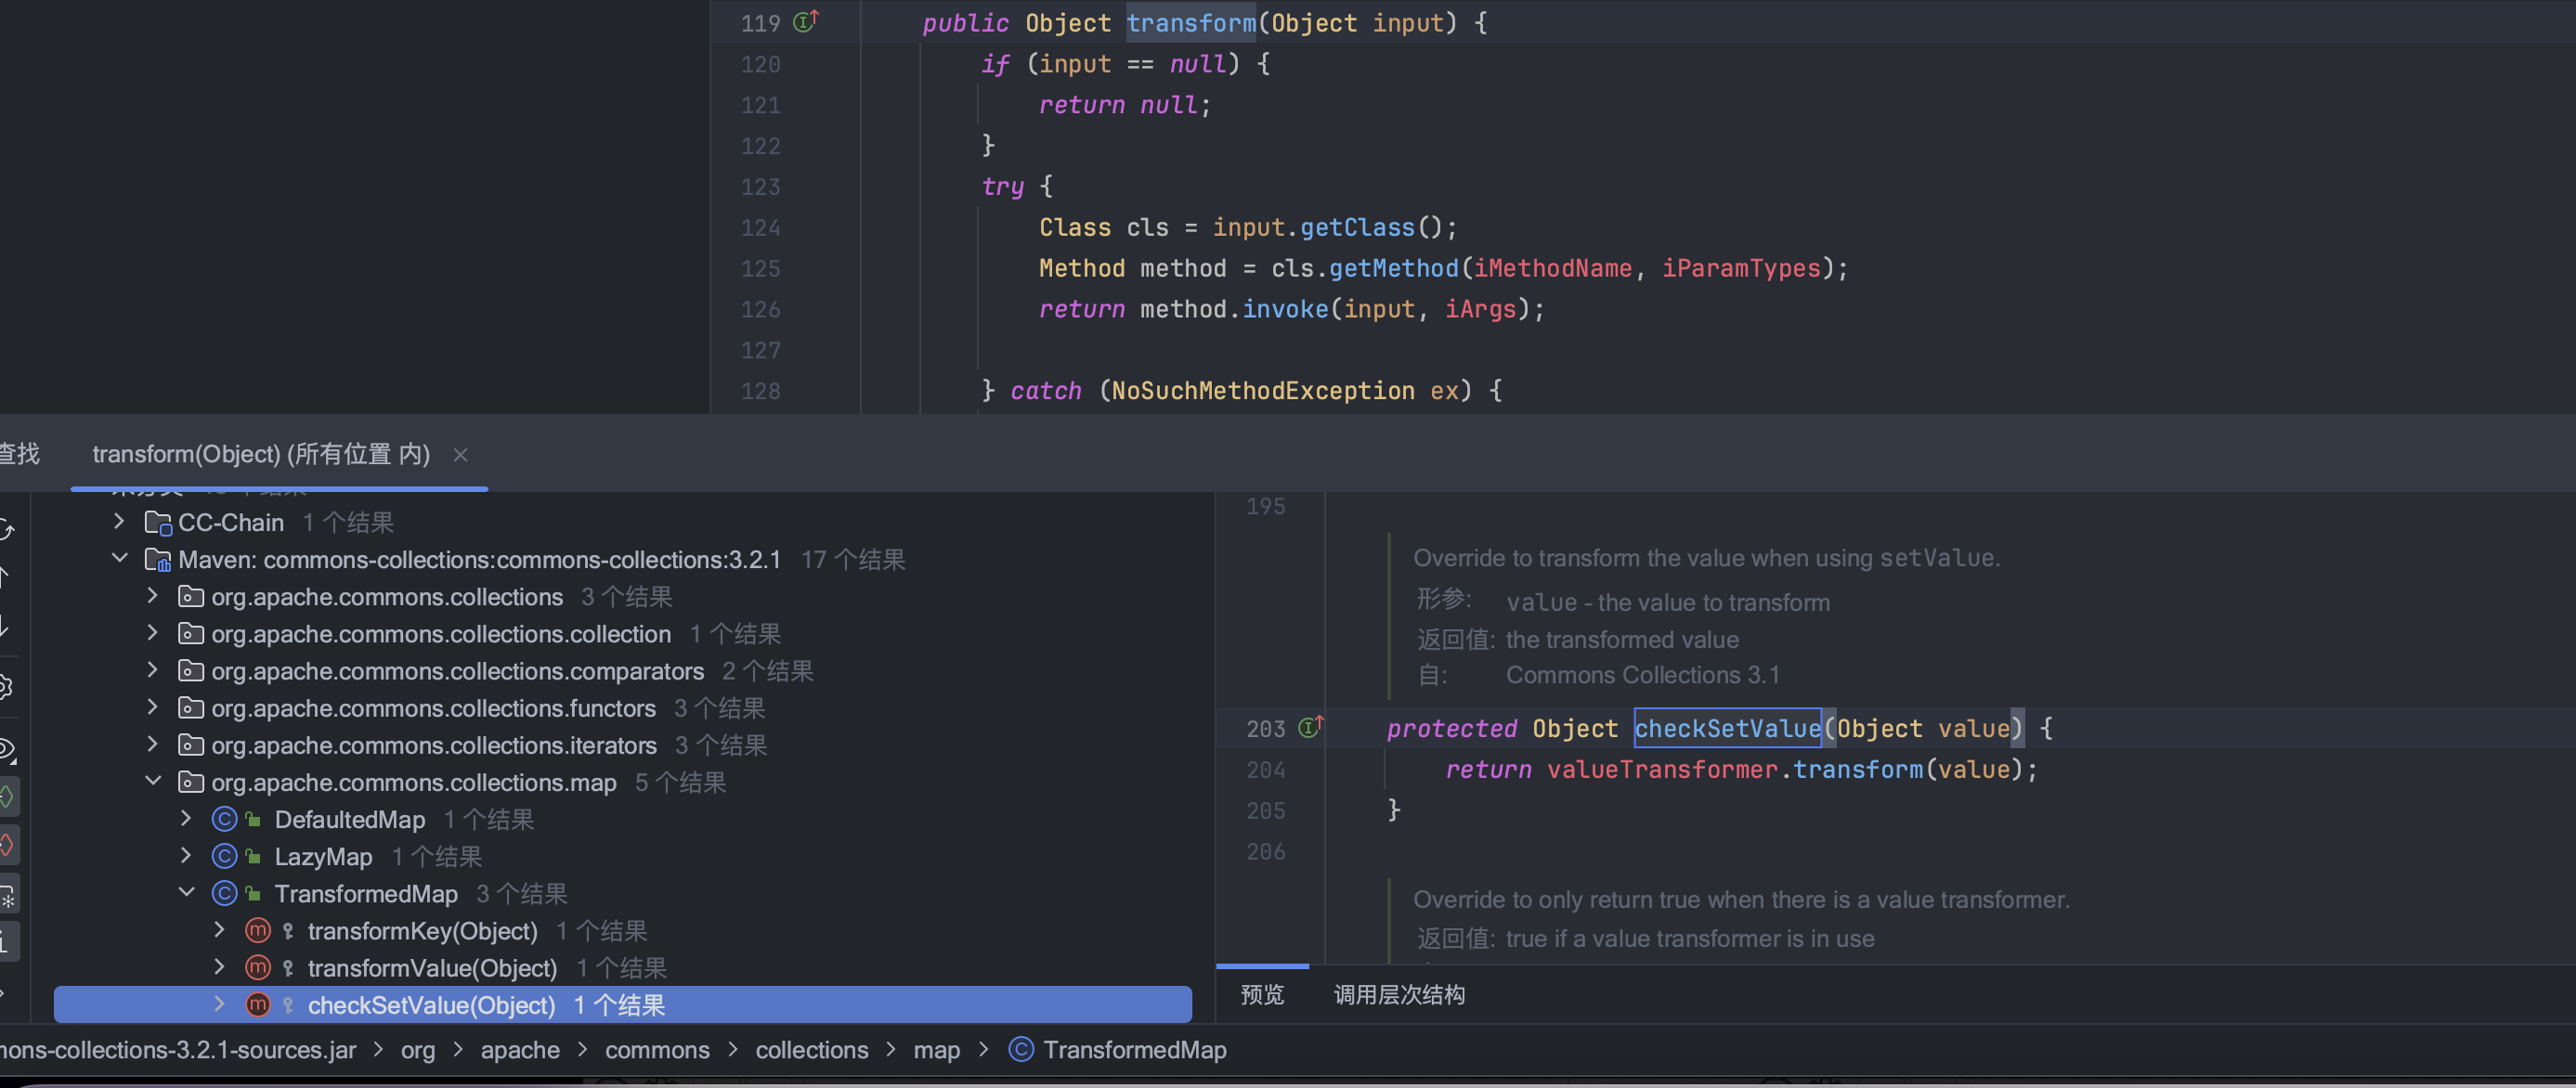 119 public Object transform(Object input) {
120 if (input == null) {
121 return null;
122 }
123 try {
124 Class cls = input.getClass();
125 Method method = cls.getMethod(iMethodName, iParamTypes);
126 return method.invoke(input, iArgs);
127
128 } catch (NoSuchMethodException ex) {
查找 transform(Object) (所有位置 内) ×
CC-Chain 1 个结果
Maven: commons-collections:commons-collections:3.2.1 17 个结果
org.apache.commons.collections 3 个结果
org.apache.commons.collections.collection 1 个结果
org.apache.commons.collections.comparators 2 个结果
org.apache.commons.collections.functors 3 个结果
org.apache.commons.collections.iterators 3 个结果
org.apache.commons.collections.map 5 个结果
DefaultedMap 1 个结果
LazyMap 1 个结果
TransformedMap 3 个结果
transformKey(Object) 1 个结果
transformValue(Object) 1 个结果
checkSetValue(Object) 1 个结果
195
Override to transform the value when using setValue.
形参: value - the value to transform
返回值: the transformed value
自: Commons Collections 3.1
203 protected Object checkSetValue(Object value) {
204 return valueTransformer.transform(value);
205 }
206
Override to only return true when there is a value transformer.
返回值: true if a value transformer is in use
预览 调用层次结构
mons-collections-3.2.1-sources.jar > org > apache > commons > collections > map > TransformedMap